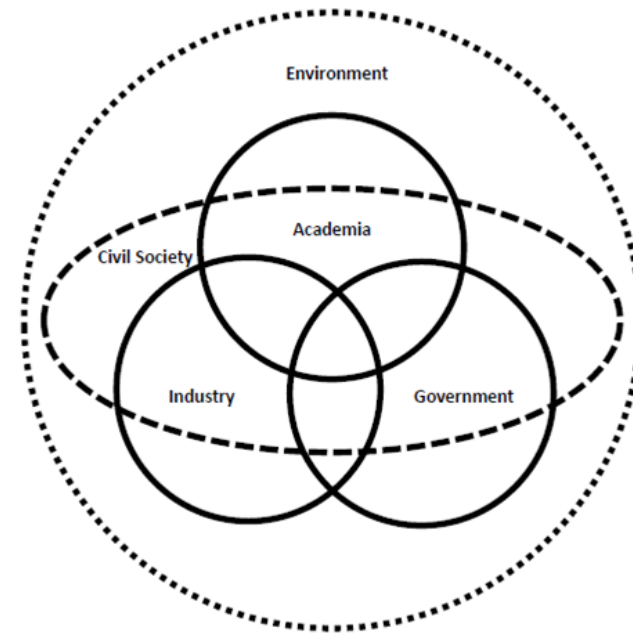 Environment
Academia
Civil Society
Industry
Government